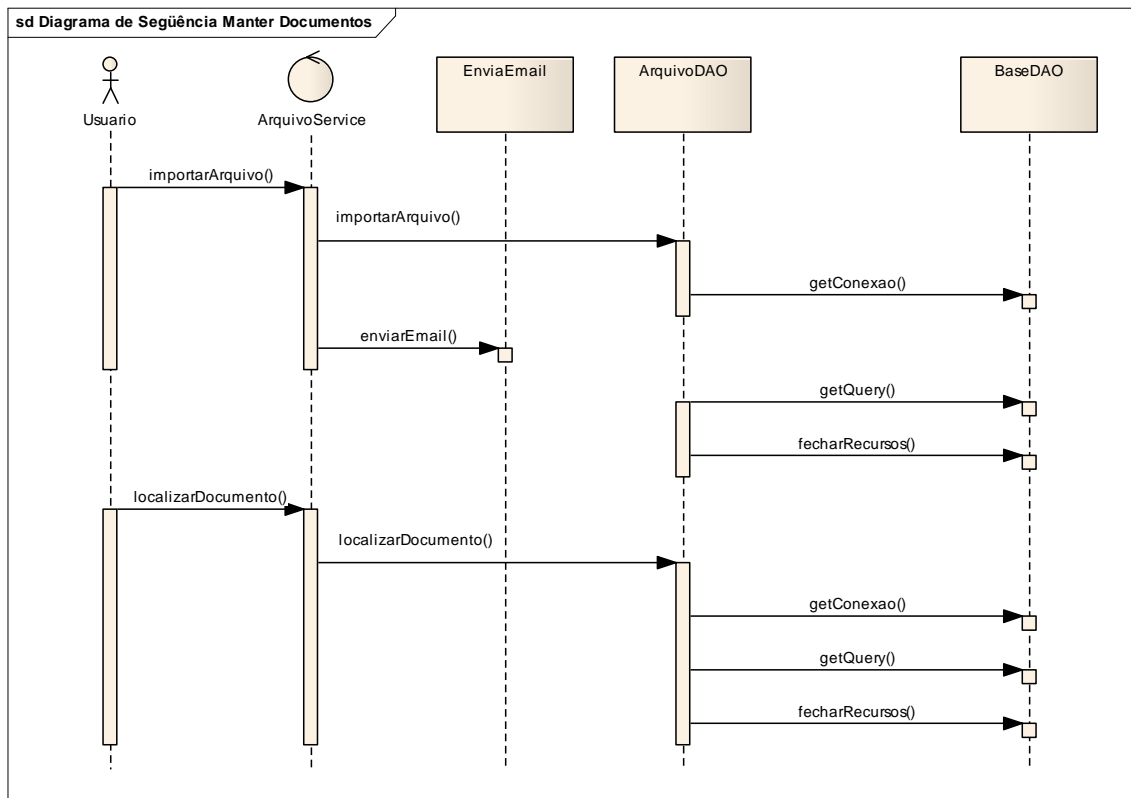 sd Diagrama de Següência Manter Documentos
Usuario
ArquivoService
EnviaEmail
ArquivoDAO
BaseDAO
importarArquivo()
importarArquivo()
getConexao()
enviarEmail()
getQuery()
fecharRecursos()
localizarDocumento()
localizarDocumento()
getConexao()
getQuery()
fecharRecursos()